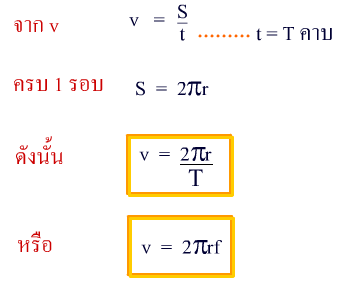 จาก v v = S/t ......... t = T คาบ
ครบ 1 รอบ S = 2πr
ดังนั้น v = 2πr/T
หรือ v = 2πrf